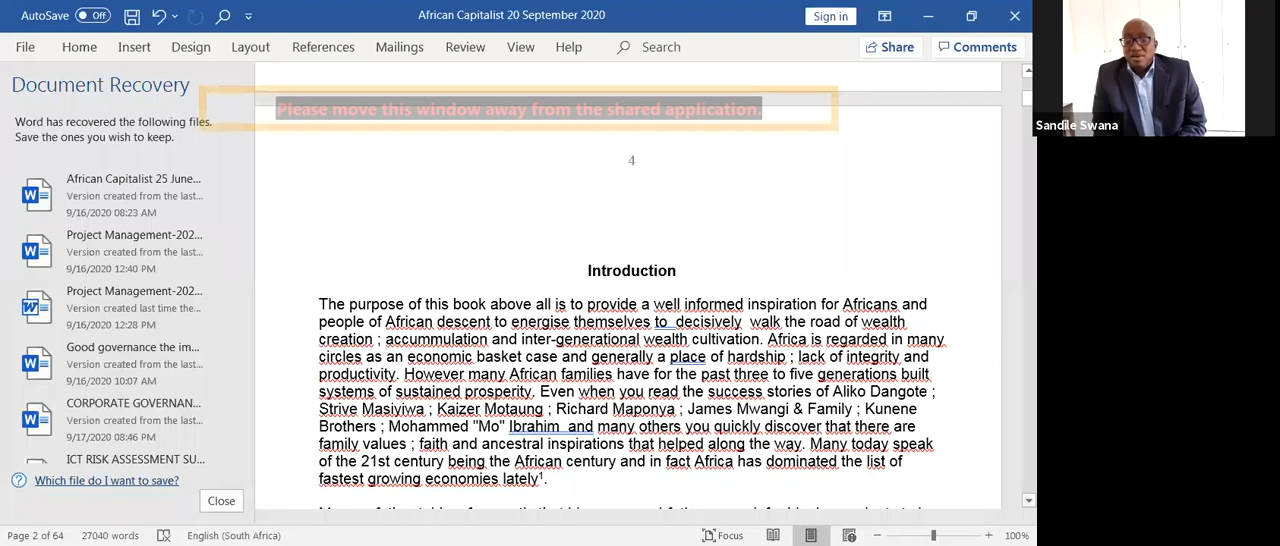 AutoSave Off African Capitalist 20 September 2020 Sign in
File Home Insert Design Layout References Mailings Review View Help Search Share Comments
Document Recovery
Word has recovered the following files.
Save the ones you wish to keep.
African Capitalist 25 June...
Version created from the last...
9/16/2020 08:23 AM
Project Management-202...
Version created from the last...
9/16/2020 12:40 PM
Project Management-202...
Version created last time the...
9/16/2020 12:28 PM
Good governance the im...
Version created from the last...
9/16/2020 10:07 AM
CORPORATE GOVERNAN...
Version created from the last...
9/17/2020 08:46 PM
ICT RISK ASSESSMENT SU...
Which file do I want to save?
Close
Please move this window away from the shared application.
4
Introduction
The purpose of this book above all is to provide a well informed inspiration for Africans and
people of African descent to energise themselves to decisively walk the road of wealth
creation ; accummulation and inter-generational wealth cultivation. Africa is regarded in many
circles as an economic basket case and generally a place of hardship ; lack of integrity and
productivity. However many African families have for the past three to five generations built
systems of sustained prosperity. Even when you read the success stories of Aliko Dangote ;
Strive Masiyiwa ; Kaizer Motaung ; Richard Maponya ; James Mwangi & Family ; Kunene
Brothers ; Mohammed "Mo" Ibrahim and many others you quickly discover that there are
family values ; faith and ancestral inspirations that helped along the way. Many today speak
of the 21st century being the African century and in fact Africa has dominated the list of
fastest growing economies lately¹.
Sandile Swana
Page 2 of 64 27040 words English (South Africa) Focus 100%